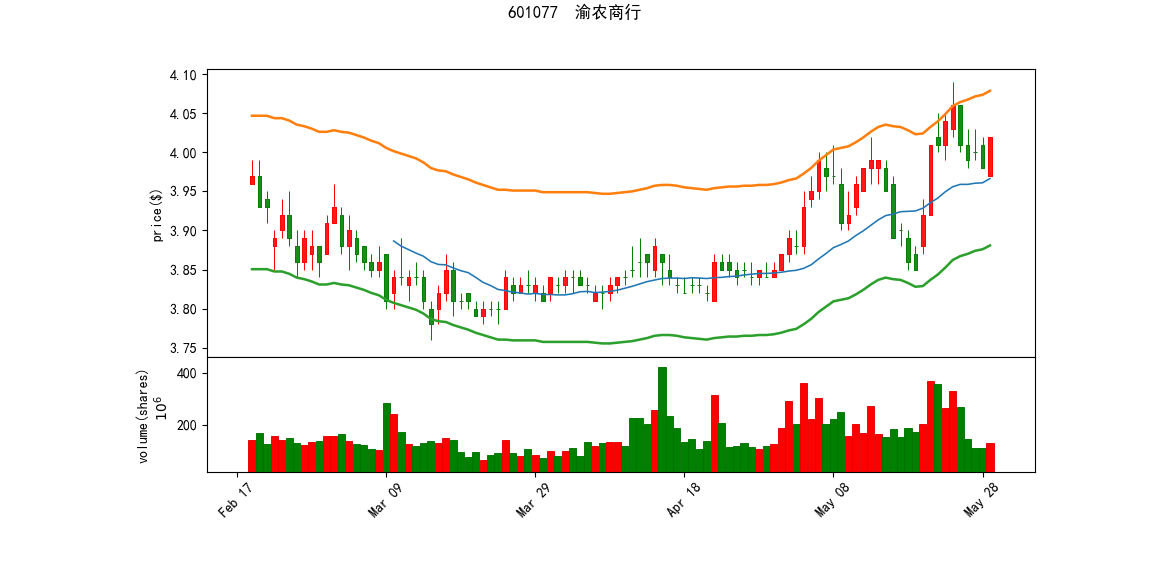 601077  渝农商行
4.10
4.05
4.00
3.95
3.90
3.85
3.80
3.75
price($)
400
200
volume(shares)
10^6
Feb 17
Mar 09
Mar 29
Apr 18
May 08
May 28